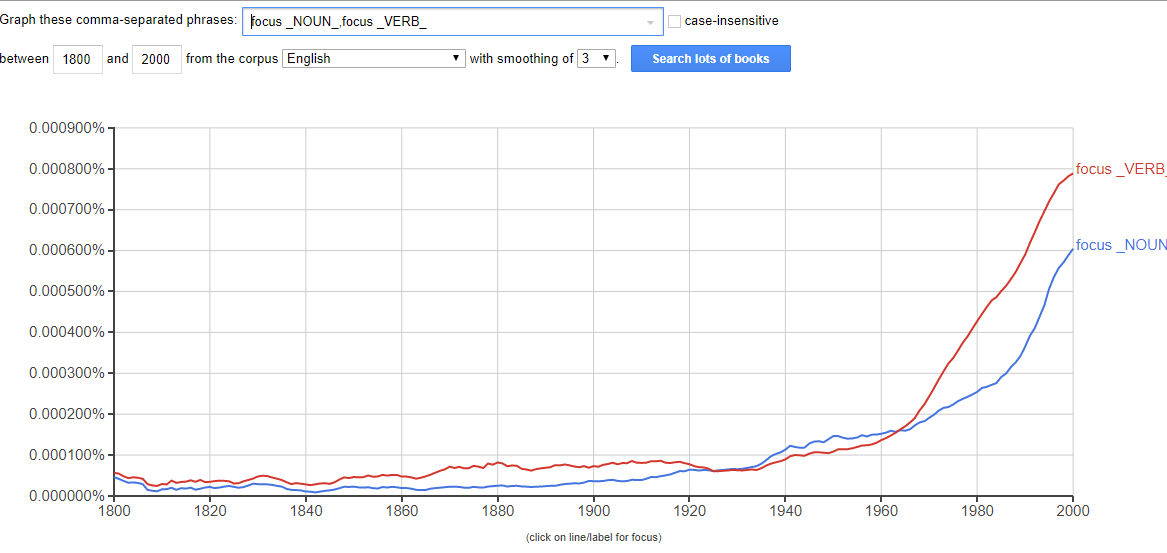 Graph these comma-separated phrases: focus _NOUN_,focus _VERB_ case-insensitive
between 1800 and 2000 from the corpus English with smoothing of 3 . Search lots of books
0.000900%
0.000800%
focus _VERB_
0.000700%
0.000600%
focus _NOUN
0.000500%
0.000400%
0.000300%
0.000200%
0.000100%
0.000000%
1800 1820 1840 1860 1880 1900 1920 1940 1960 1980 2000
(click on line/label for focus)